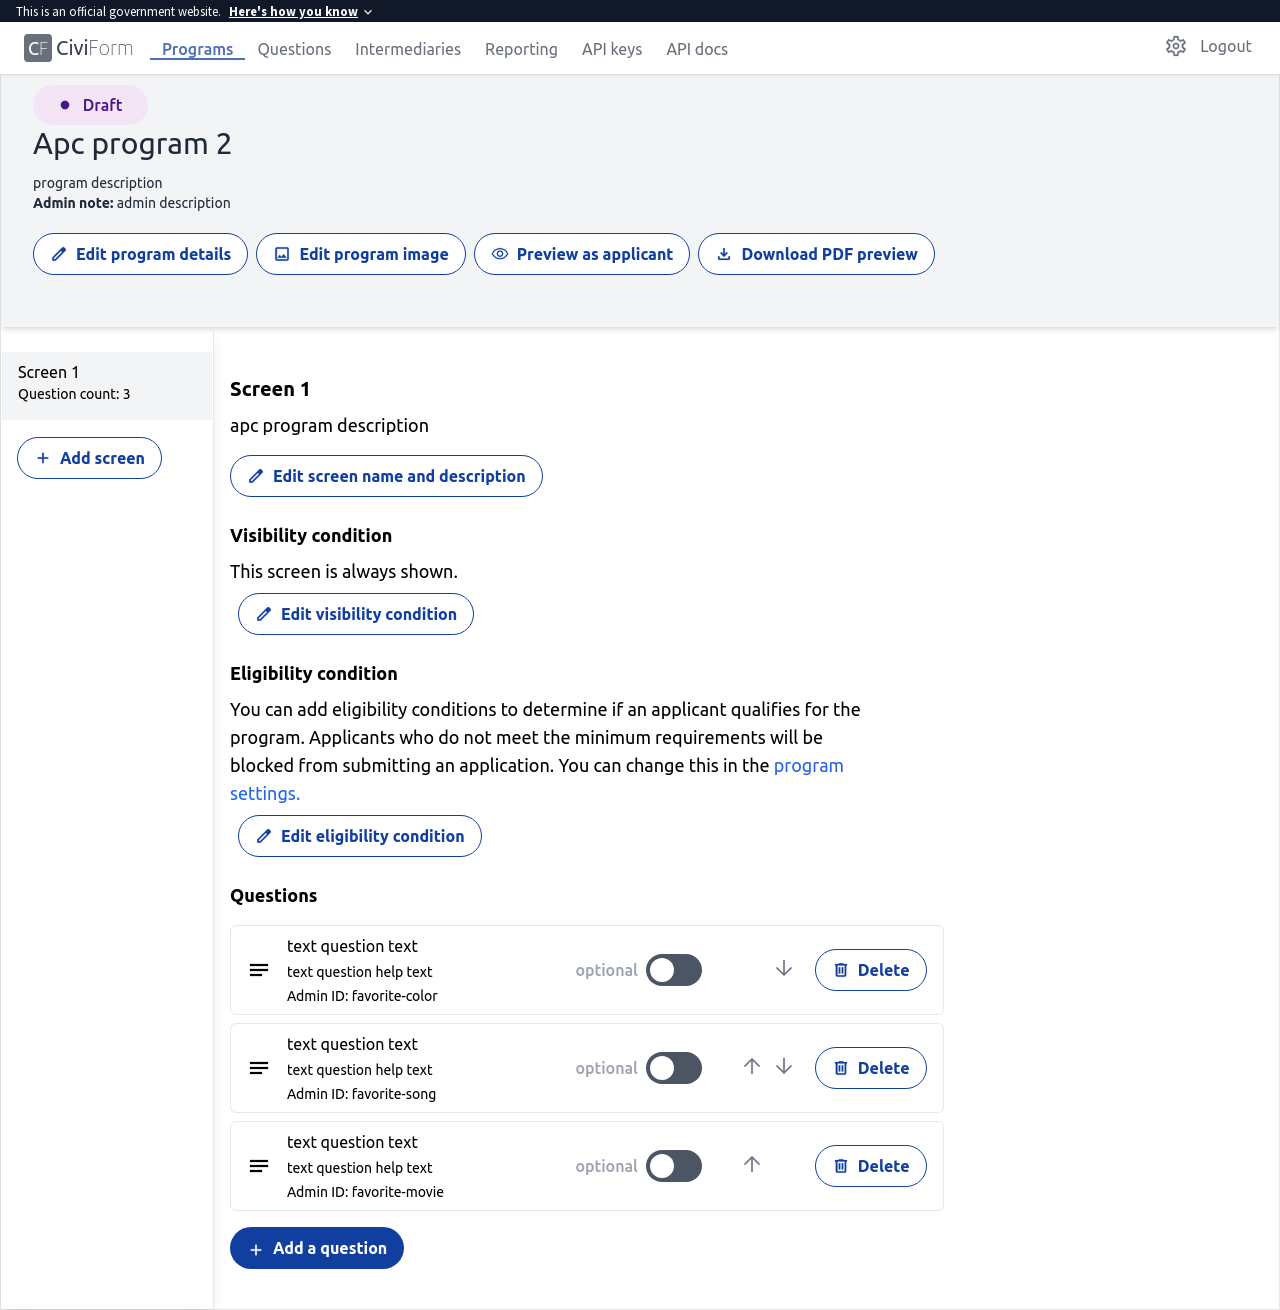 This is an official government website. Here's how you know
CF CiviForm Programs Questions Intermediaries Reporting API keys API docs Logout
Draft
Apc program 2
program description
Admin note: admin description
Edit program details Edit program image Preview as applicant Download PDF preview
Screen 1
Question count: 3
Add screen
Screen 1
apc program description
Edit screen name and description
Visibility condition
This screen is always shown.
Edit visibility condition
Eligibility condition
You can add eligibility conditions to determine if an applicant qualifies for the
program. Applicants who do not meet the minimum requirements will be
blocked from submitting an application. You can change this in the program
settings.
Edit eligibility condition
Questions
text question text
text question help text
Admin ID: favorite-color
optional
Delete
text question text
text question help text
Admin ID: favorite-song
optional
Delete
text question text
text question help text
Admin ID: favorite-movie
optional
Delete
Add a question